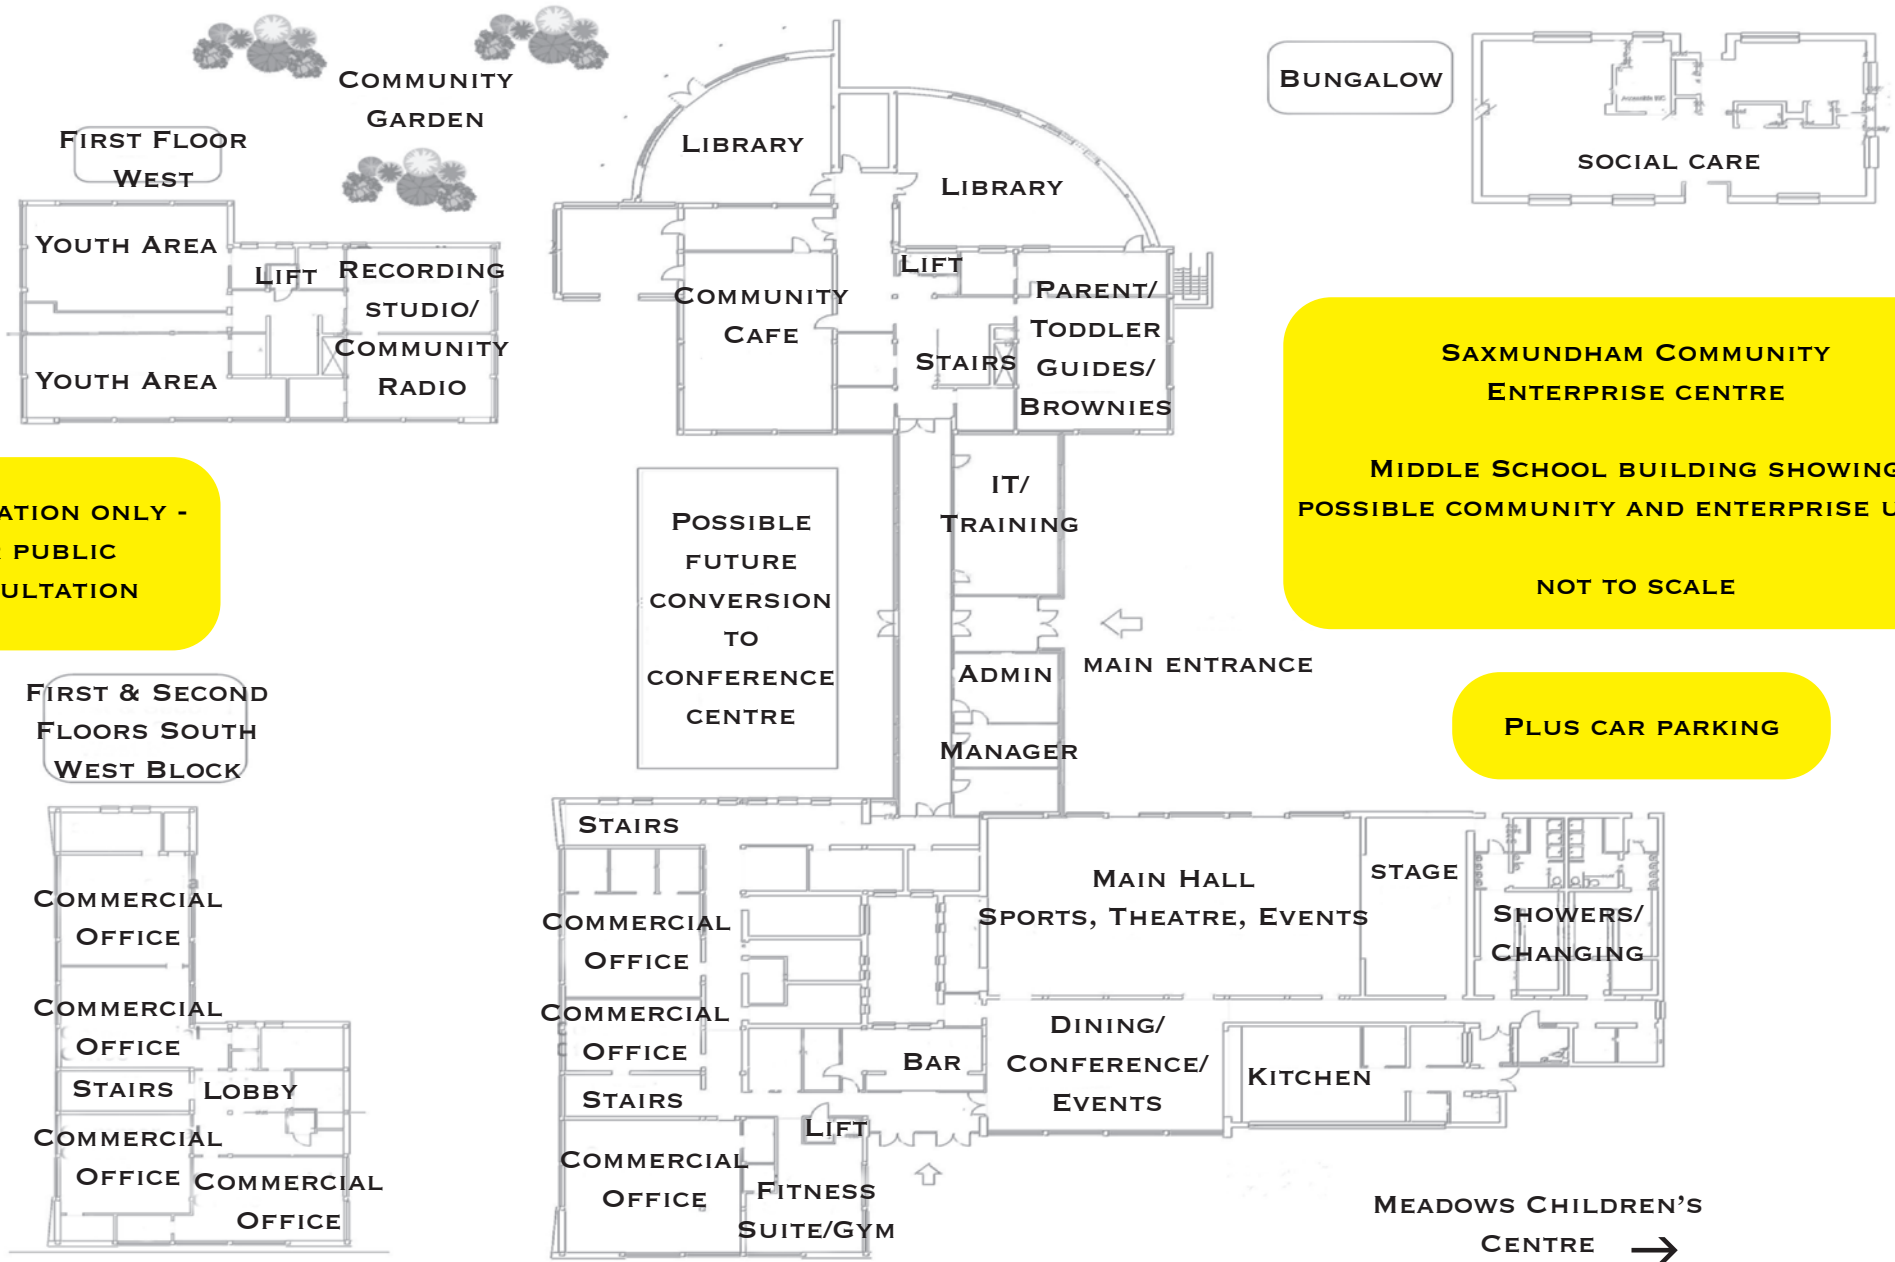 Community
Garden
First Floor
West
Youth Area
Lift
Recording
studio/
Community
Radio
Youth Area
Library
Library
Lift
Community
Cafe
Parent/
Toddler
Guides/
Brownies
Stairs
Bungalow
social care
Saxmundham Community
Enterprise centre
Middle School building showing
possible community and enterprise
not to scale
only -
public
Possible
future
conversion
to
conference
centre
IT/
Training
main entrance
Admin
Manager
Plus car parking
First & Second
Floors South
West Block
Commercial
Office
Commercial
Office
Stairs
Lobby
Commercial
Office
Commercial
Office
Stairs
Commercial
Office
Commercial
Office
Stairs
Commercial
Office
Lift
Fitness
Suite/Gym
Bar
Main Hall
Sports, Theatre, Events
stage
Showers/
Changing
Dining/
Conference/
Events
Kitchen
Meadows Children's
Centre